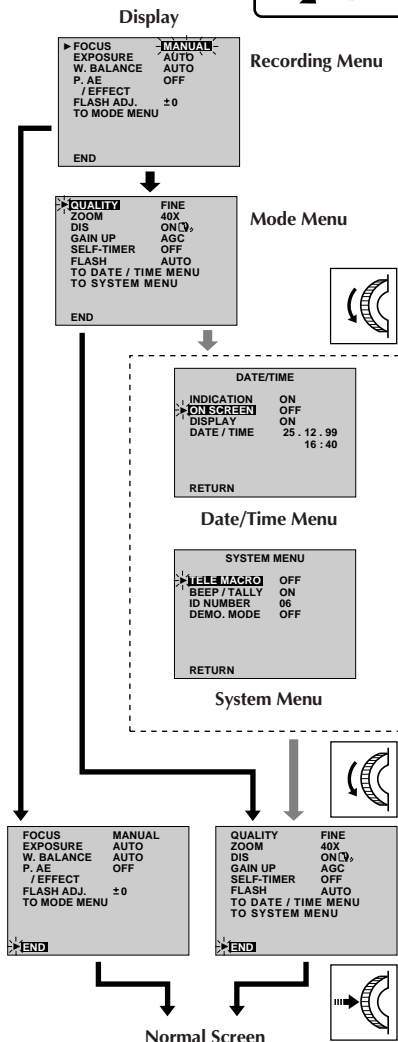 Display
FOCUS MANUAL
EXPOSURE AUTO
W. BALANCE AUTO
P. AE OFF
/ EFFECT
FLASH ADJ. ±0
TO MODE MENU
END
Recording Menu
QUALITY FINE
ZOOM 40X
DIS ON
GAIN UP AGC
SELF-TIMER OFF
FLASH AUTO
TO DATE / TIME MENU
TO SYSTEM MENU
END
Mode Menu
DATE/TIME
INDICATION ON
ON SCREEN OFF
DISPLAY ON
DATE / TIME 25 . 12 . 99
16 : 40
RETURN
Date/Time Menu
SYSTEM MENU
TELE MACRO OFF
BEEP / TALLY ON
ID NUMBER 06
DEMO. MODE OFF
RETURN
System Menu
FOCUS MANUAL
EXPOSURE AUTO
W. BALANCE AUTO
P. AE OFF
/ EFFECT
FLASH ADJ. ±0
TO MODE MENU
END
QUALITY FINE
ZOOM 40X
DIS ON
GAIN UP AGC
SELF-TIMER OFF
FLASH AUTO
TO DATE / TIME MENU
TO SYSTEM MENU
END
Normal Screen